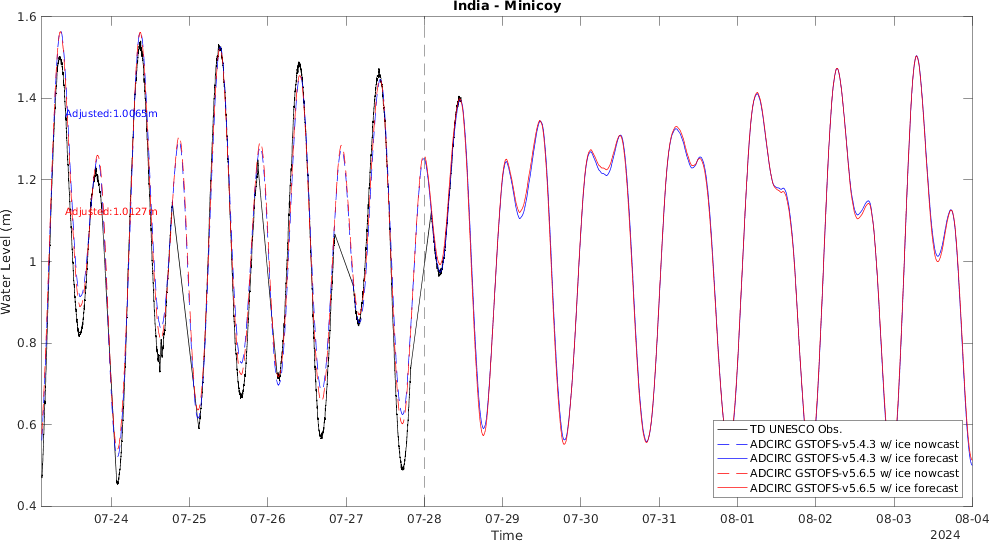 India - Minicoy
1.6
1.4
1.2
1
0.8
0.6
0.4
Water Level (m)
Adjusted:1.0065m
Adjusted:1.0127m
TD UNESCO Obs.
ADCIRC GSTOFS-v5.4.3 w/ ice nowcast
ADCIRC GSTOFS-v5.4.3 w/ ice forecast
ADCIRC GSTOFS-v5.6.5 w/ ice nowcast
ADCIRC GSTOFS-v5.6.5 w/ ice forecast
07-24 07-25 07-26 07-27 07-28 07-29 07-30 07-31 08-01 08-02 08-03 08-04
Time 2024